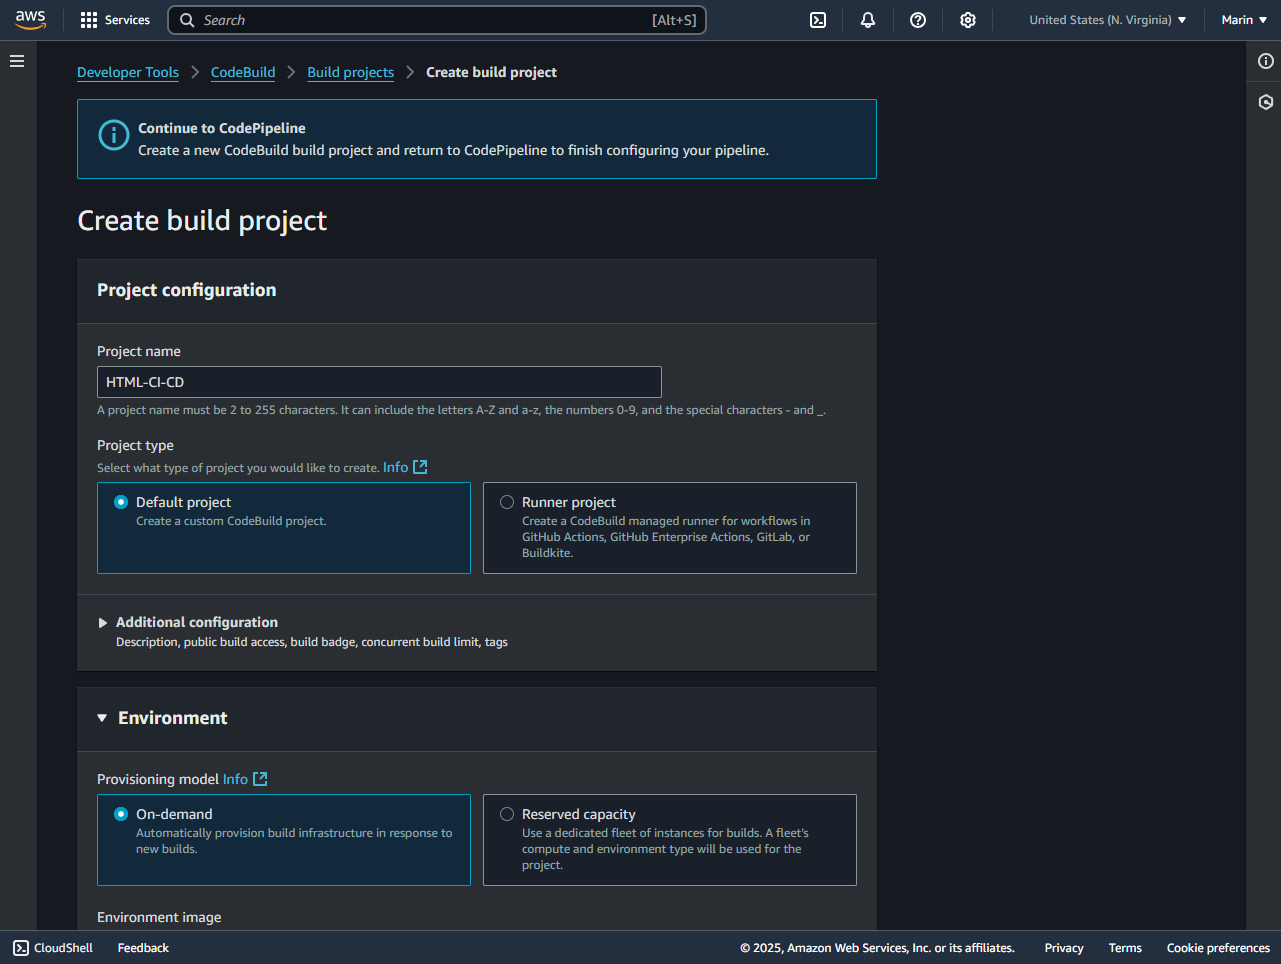 aws
Services
Search
[Alt+S]
United States (N. Virginia)
Marin
Developer Tools
CodeBuild
Build projects
Create build project
Continue to CodePipeline
Create a new CodeBuild build project and return to CodePipeline to finish configuring your pipeline.
Create build project
Project configuration
Project name
HTML-CI-CD
A project name must be 2 to 255 characters. It can include the letters A-Z and a-z, the numbers 0-9, and the special characters - and _.
Project type
Select what type of project you would like to create. Info
Default project
Create a custom CodeBuild project.
Runner project
Create a CodeBuild managed runner for workflows in
GitHub Actions, GitHub Enterprise Actions, GitLab, or
Buildkite.
Additional configuration
Description, public build access, build badge, concurrent build limit, tags
Environment
Provisioning model Info
On-demand
Automatically provision build infrastructure in response to
new builds.
Reserved capacity
Use a dedicated fleet of instances for builds. A fleet's
compute and environment type will be used for the
project.
Environment image
CloudShell
Feedback
© 2025, Amazon Web Services, Inc. or its affiliates.
Privacy
Terms
Cookie preferences